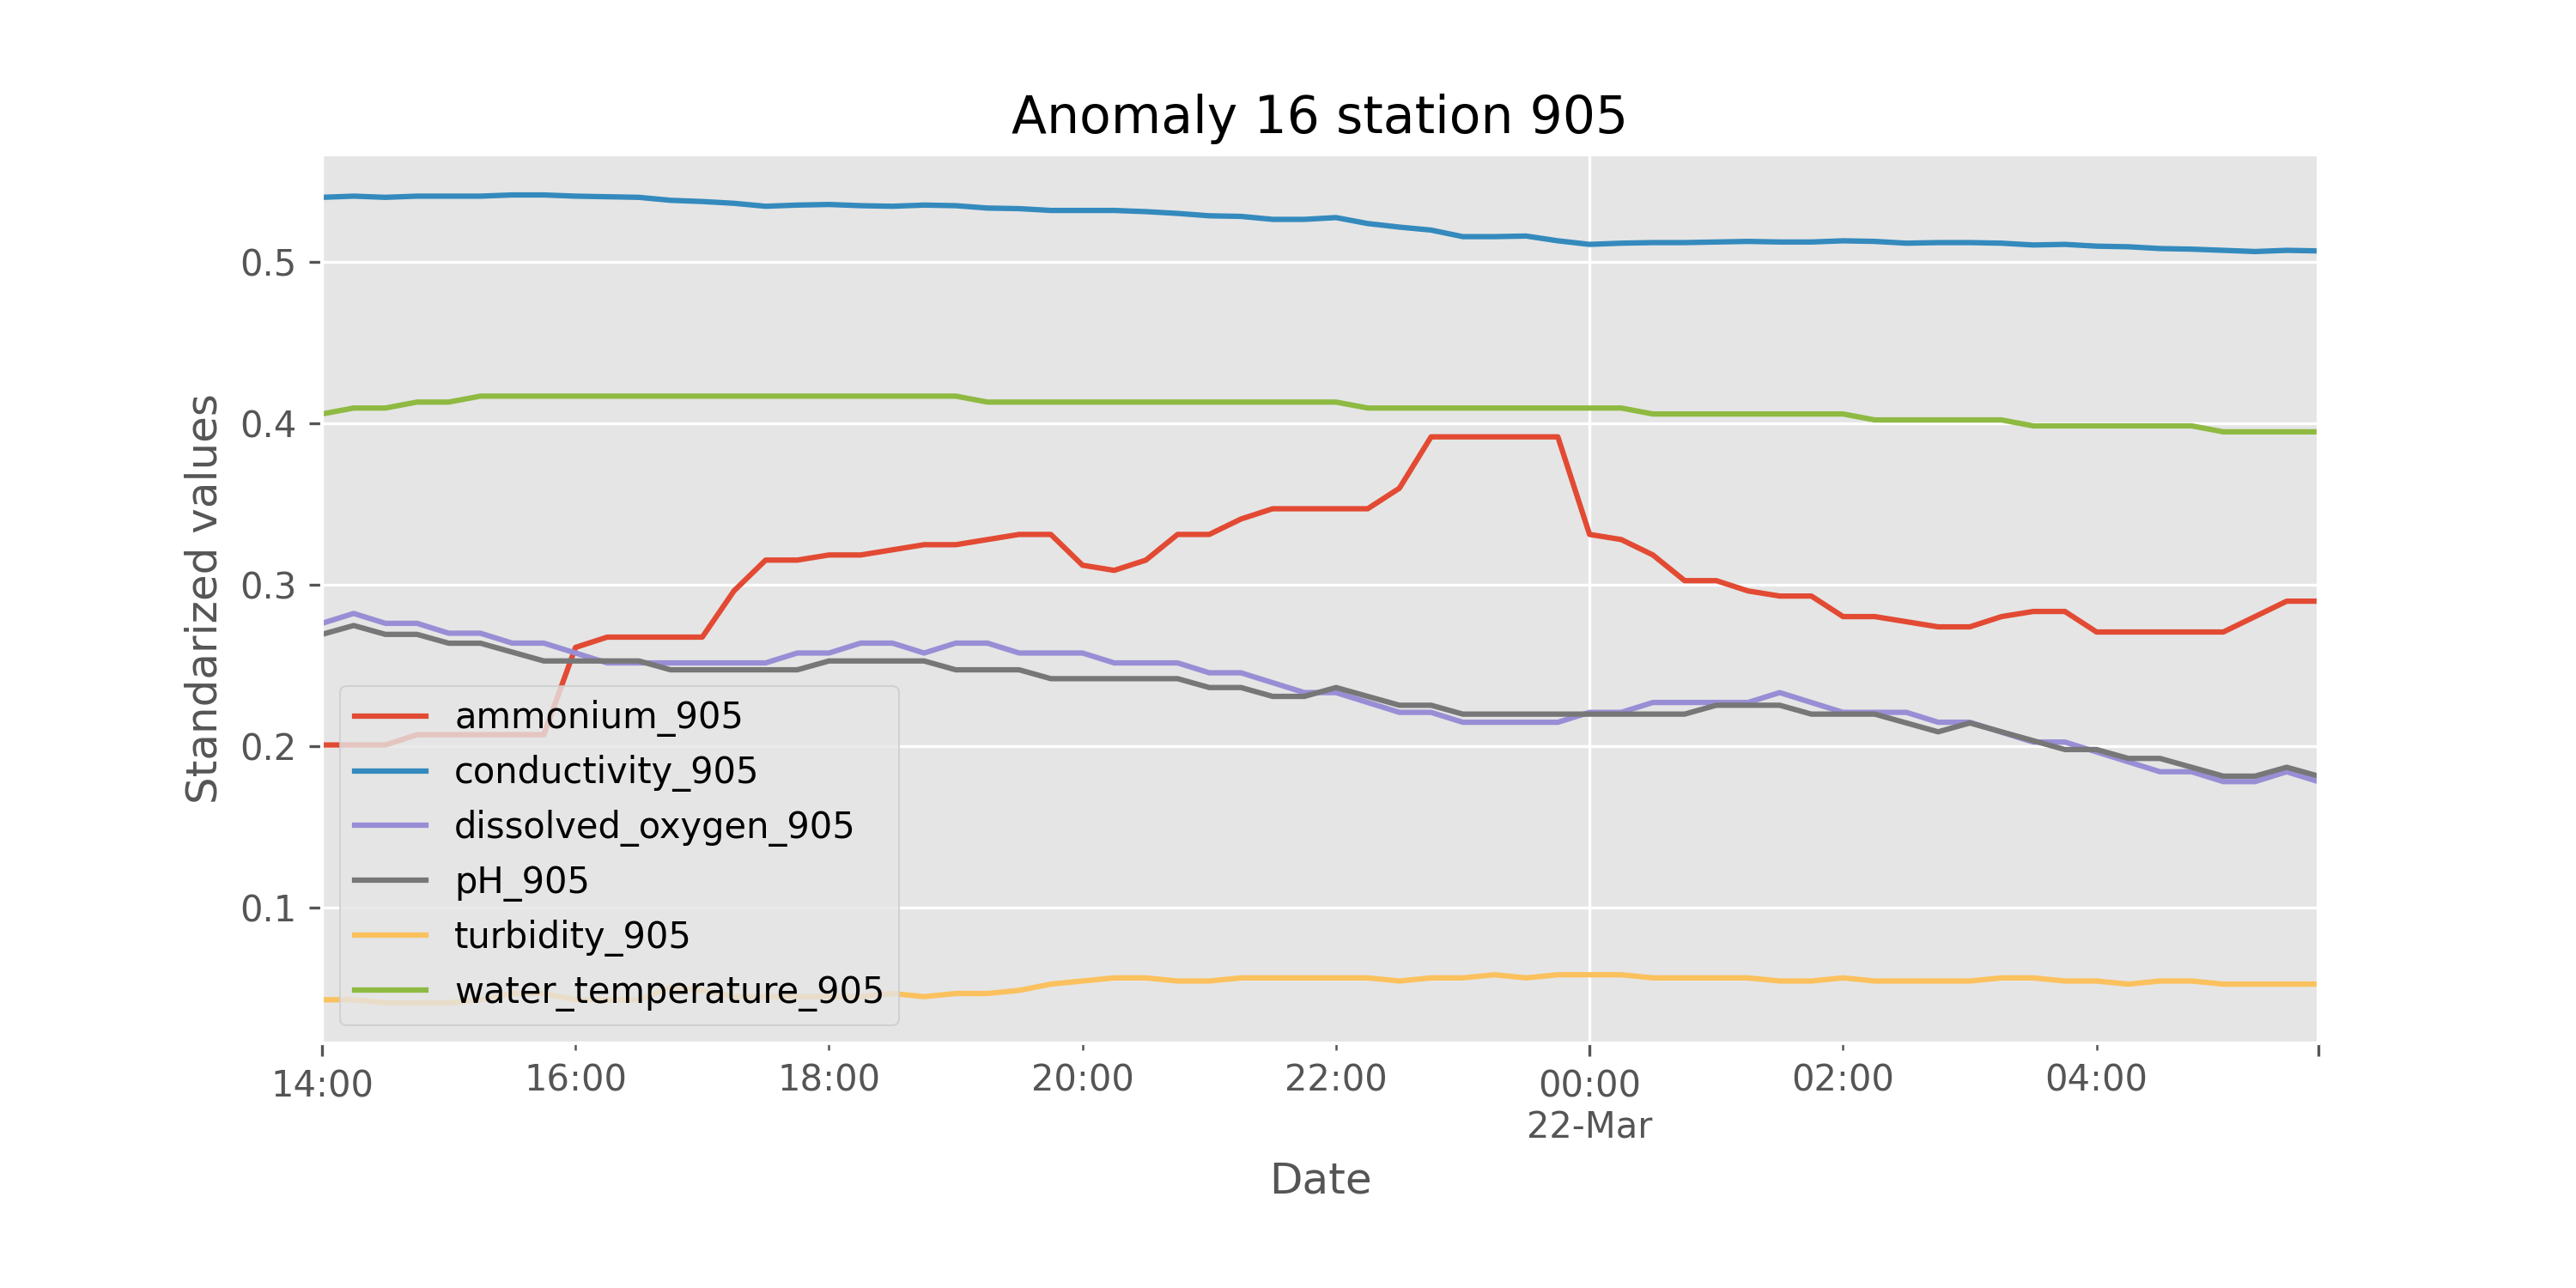 Anomaly 16 station 905
Standarized values
0.5
0.4
0.3
0.2
0.1
ammonium_905
conductivity_905
dissolved_oxygen_905
pH_905
turbidity_905
water_temperature_905
14:00 16:00 18:00 20:00 22:00 00:00 02:00 04:00
22-Mar
Date